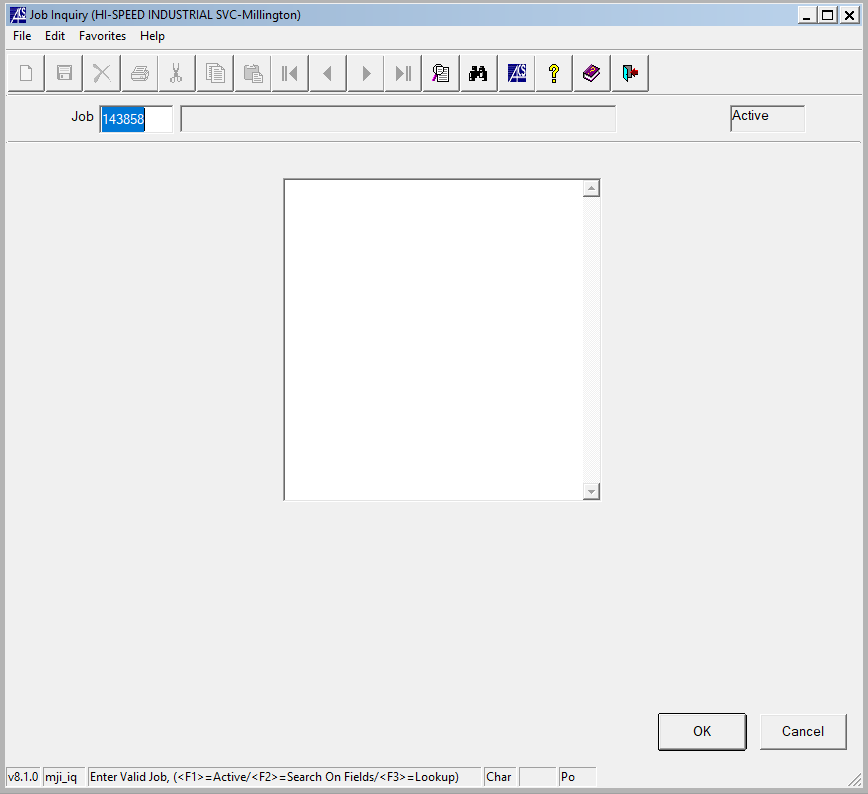 Job Inquiry (HI-SPEED INDUSTRIAL SVC-Millington)
File Edit Favorites Help
Job 143858 Active
OK Cancel
v8.1.0 mji_iq Enter Valid Job, (<F1>=Active/<F2>=Search On Fields/<F3>=Lookup) Char Po